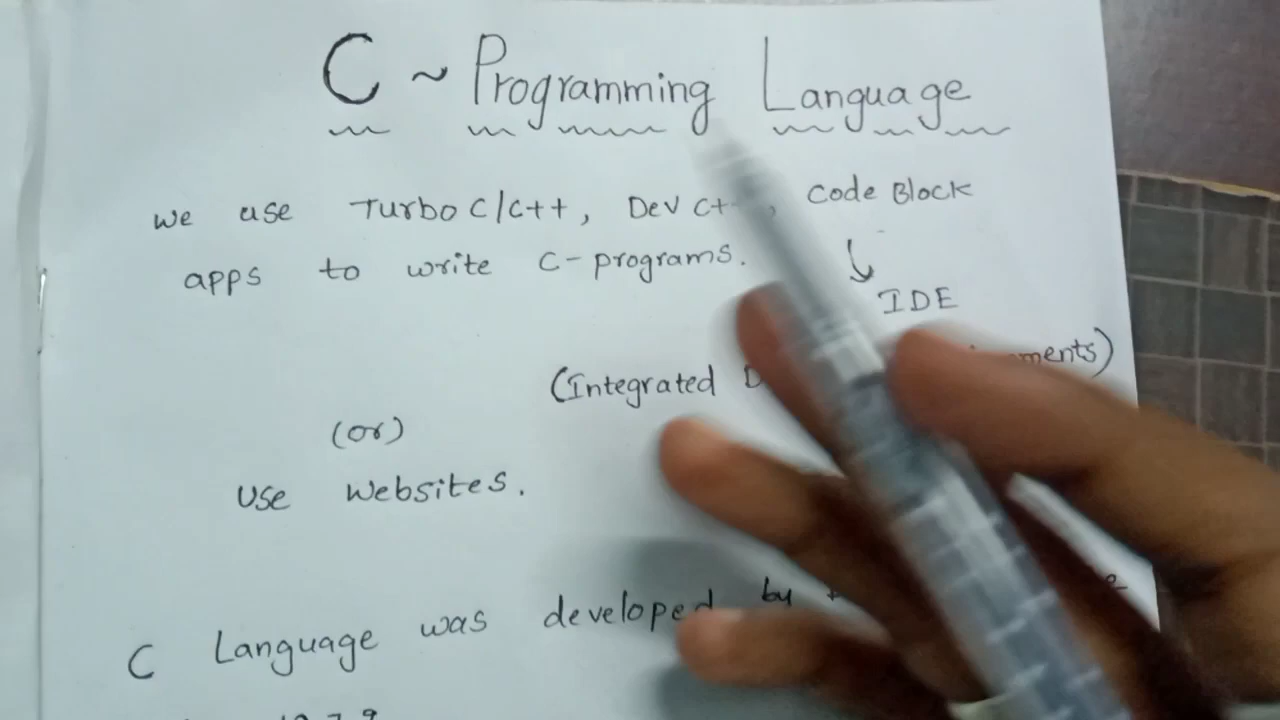 C ~ Programming Language
We use Turbo C/C++, Dev C+ , Code Block
apps to write C-programs.
IDE
(Integrated
(or)
Use Websites.
C Language was developed by